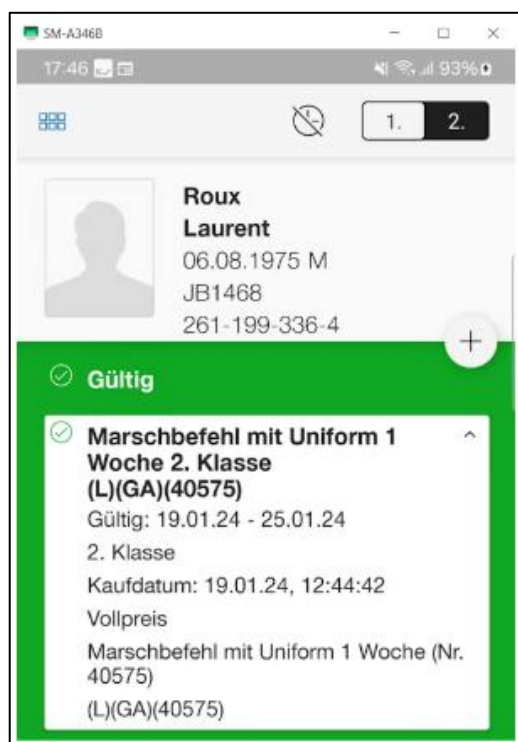 SM-A346B
17:46 93%
1. 2.
Roux
Laurent
06.08.1975 M
JB1468
261-199-336-4
+
Gültig
Marschbefehl mit Uniform 1
Woche 2. Klasse
(L)(GA)(40575)
Gültig: 19.01.24 - 25.01.24
2. Klasse
Kaufdatum: 19.01.24, 12:44:42
Vollpreis
Marschbefehl mit Uniform 1 Woche (Nr.
40575)
(L)(GA)(40575)